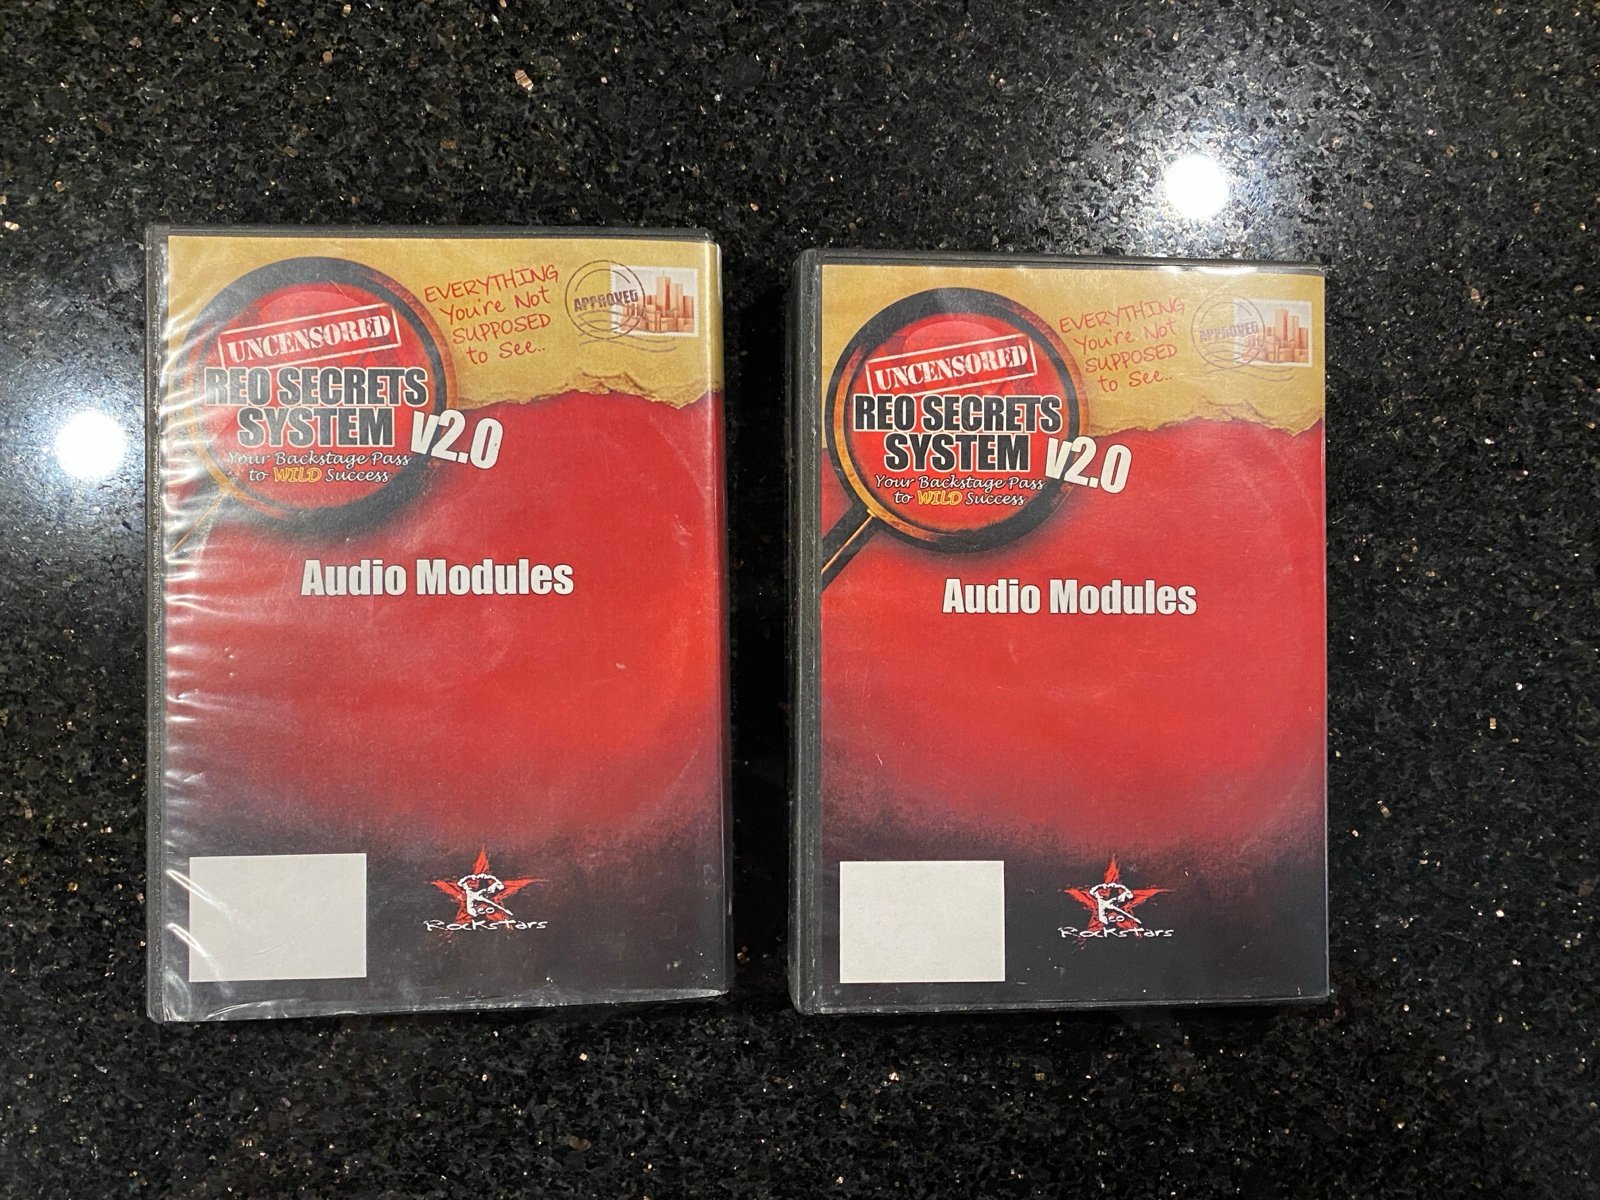 UNCENSORED
REO SECRETS
SYSTEM v2.0
Your Backstage Pass
to WILD Success
EVERYTHING
You're Not
SUPPOSED
to See..
APPROVED
Audio Modules
Reo
Rockstars
UNCENSORED
REO SECRETS
SYSTEM v2.0
Your Backstage Pass
to WILD Success
EVERYTHING
You're Not
SUPPOSED
to See..
APPROVED
Audio Modules
Reo
Rockstars